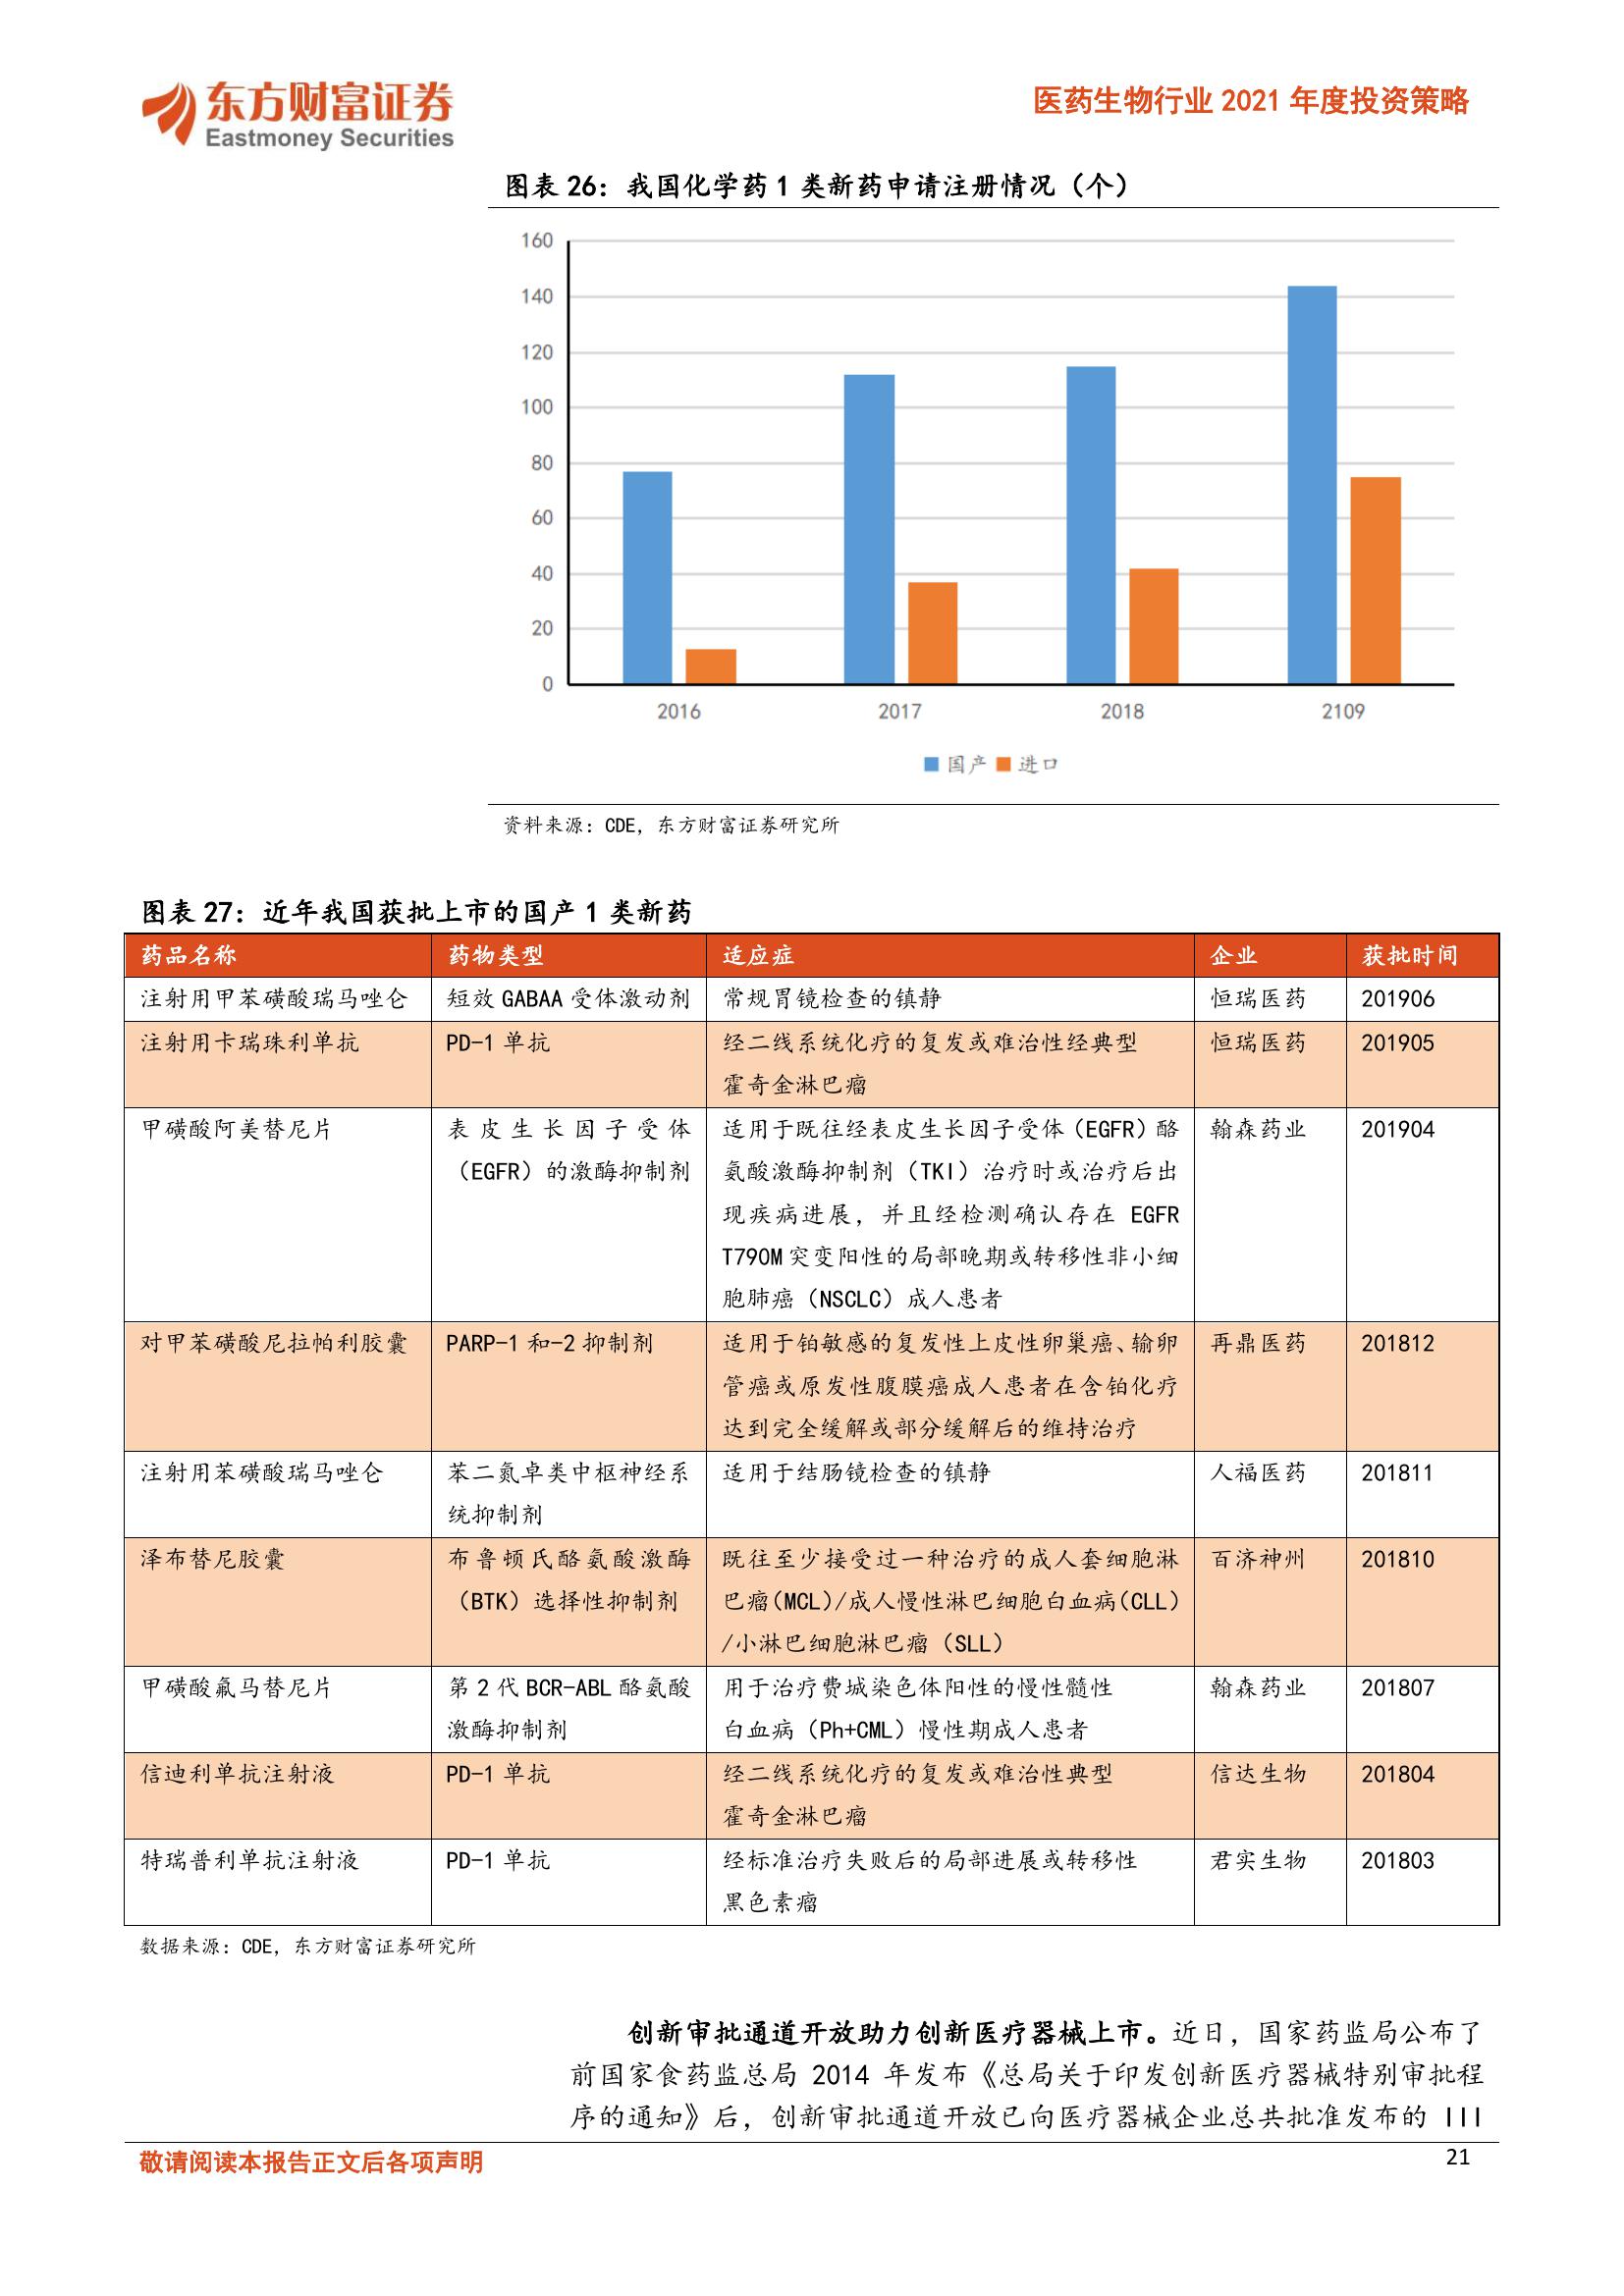 东方财富证券
Eastmoney Securities
医药生物行业 2021 年度投资策略
图表 26：我国化学药 1 类新药申请注册情况（个）
160
140
120
100
80
60
40
20
0
2016
2017
2018
2109
国产 进口
资料来源：CDE，东方财富证券研究所
图表 27：近年我国获批上市的国产 1 类新药
药品名称 药物类型 适应症 企业 获批时间
注射用甲苯磺酸瑞马唑仑 短效 GABAA 受体激动剂 常规胃镜检查的镇静 恒瑞医药 201906
注射用卡瑞珠利单抗 PD-1 单抗 经二线系统化疗的复发或难治性经典型 恒瑞医药 201905
霍奇金淋巴瘤
甲磺酸阿美替尼片 表皮生长因子受体 适用于既往经表皮生长因子受体（EGFR）酪 翰森药业 201904
（EGFR）的激酶抑制剂 氨酸激酶抑制剂（TKI）治疗时或治疗后出
现疾病进展，并且经检测确认存在 EGFR
T790M 突变阳性的局部晚期或转移性非小细
胞肺癌（NSCLC）成人患者
对甲苯磺酸尼拉帕利胶囊 PARP-1 和-2 抑制剂 适用于铂敏感的复发性上皮性卵巢癌、输卵 再鼎医药 201812
管癌或原发性腹膜癌成人患者在含铂化疗
达到完全缓解或部分缓解后的维持治疗
注射用苯磺酸瑞马唑仑 苯二氮卓类中枢神经系 适用于结肠镜检查的镇静 人福医药 201811
统抑制剂
泽布替尼胶囊 布鲁顿氏酪氨酸激酶 既往至少接受过一种治疗的成人套细胞淋 百济神州 201810
（BTK）选择性抑制剂 巴瘤（MCL）/成人慢性淋巴细胞白血病（CLL）
/小淋巴细胞淋巴瘤（SLL）
甲磺酸氟马替尼片 第 2 代 BCR-ABL 酪氨酸 用于治疗费城染色体阳性的慢性髓性 翰森药业 201807
激酶抑制剂 白血病（Ph+CML）慢性期成人患者
信迪利单抗注射液 PD-1 单抗 经二线系统化疗的复发或难治性典型 信达生物 201804
霍奇金淋巴瘤
特瑞普利单抗注射液 PD-1 单抗 经标准治疗失败后的局部进展或转移性 君实生物 201803
黑色素瘤
数据来源：CDE，东方财富证券研究所
创新审批通道开放助力创新医疗器械上市。近日，国家药监局公布了
前国家食药监总局 2014 年发布《总局关于印发创新医疗器械特别审批程
序的通知》后，创新审批通道开放已向医疗器械企业总共批准发布的 III
敬请阅读本报告正文后各项声明
21